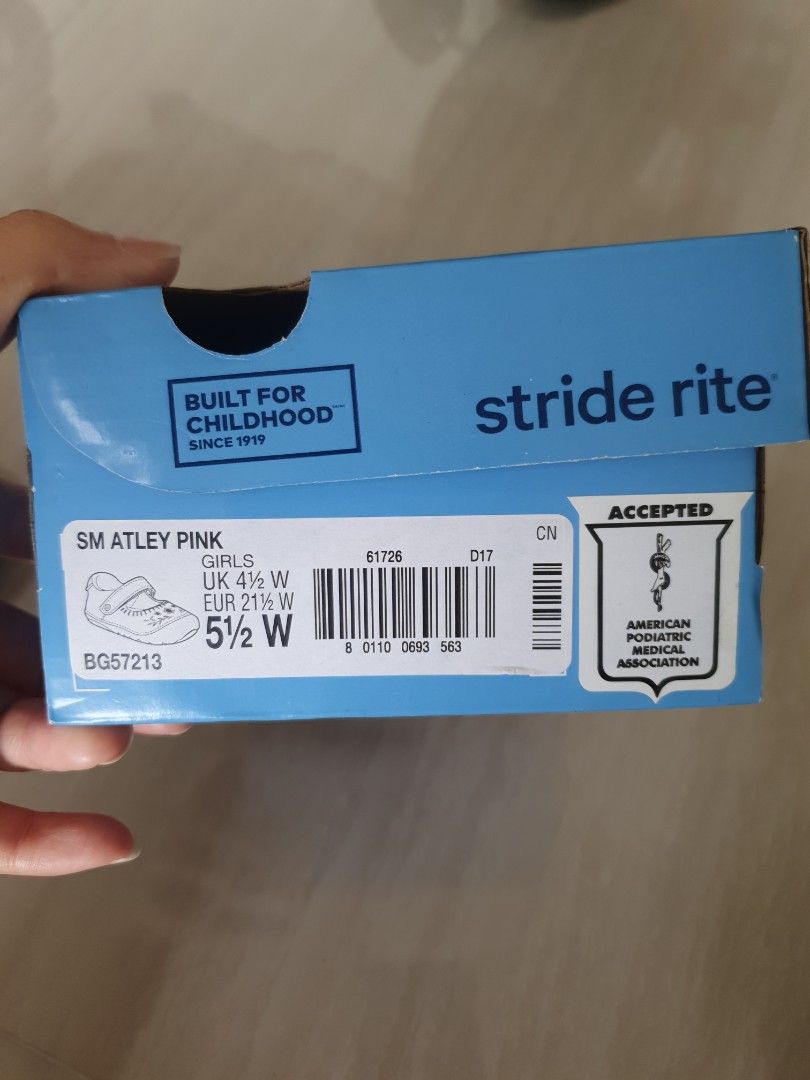 BUILT FOR
CHILDHOOD
SINCE 1919
stride rite®
SM ATLEY PINK
GIRLS
UK 4½ W
EUR 21½ W
5½ W
BG57213
61726 D17
8 0110 0693 563
CN
ACCEPTED
AMERICAN
PODIATRIC
MEDICAL
ASSOCIATION